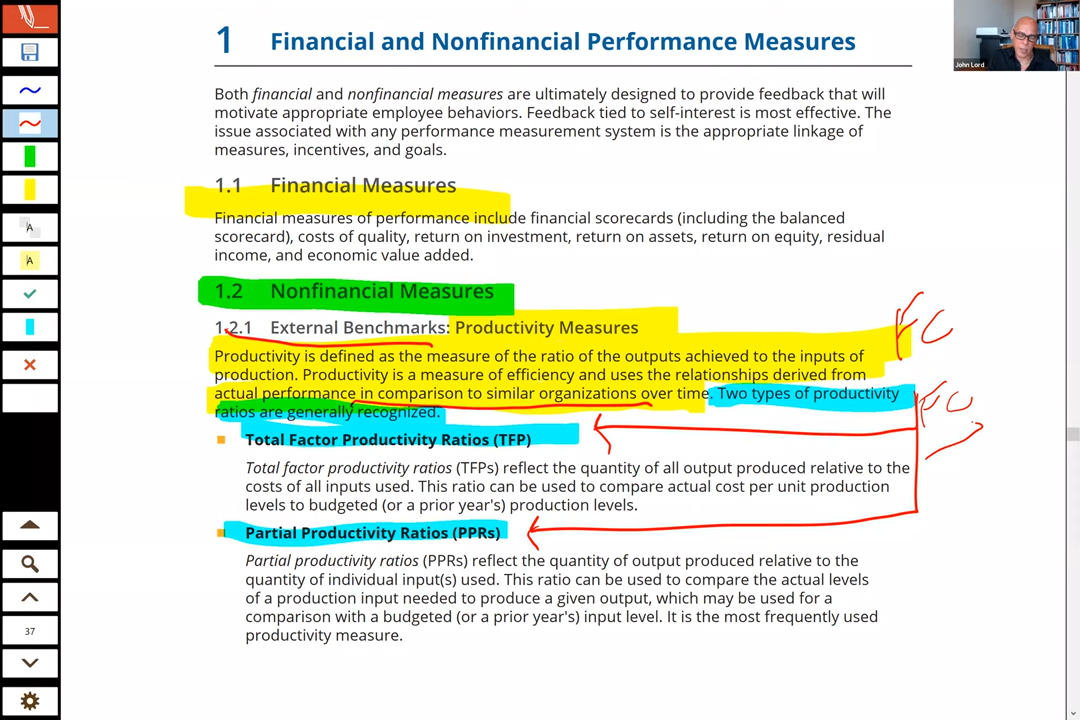 1 Financial and Nonfinancial Performance Measures
John Lord
Both financial and nonfinancial measures are ultimately designed to provide feedback that will
motivate appropriate employee behaviors. Feedback tied to self-interest is most effective. The
issue associated with any performance measurement system is the appropriate linkage of
measures, incentives, and goals.
1.1 Financial Measures
Financial measures of performance include financial scorecards (including the balanced
scorecard), costs of quality, return on investment, return on assets, return on equity, residual
income, and economic value added.
1.2 Nonfinancial Measures
1.2.1 External Benchmarks: Productivity Measures
FC
Productivity is defined as the measure of the ratio of the outputs achieved to the inputs of
production. Productivity is a measure of efficiency and uses the relationships derived from
actual performance in comparison to similar organizations over time. Two types of productivity
ratios are generally recognized.
FC
Total Factor Productivity Ratios (TFP)
Total factor productivity ratios (TFPs) reflect the quantity of all output produced relative to the
costs of all inputs used. This ratio can be used to compare actual cost per unit production
levels to budgeted (or a prior year's) production levels.
Partial Productivity Ratios (PPRs)
Partial productivity ratios (PPRs) reflect the quantity of output produced relative to the
quantity of individual input(s) used. This ratio can be used to compare the actual levels
of a production input needed to produce a given output, which may be used for a
comparison with a budgeted (or a prior year's) input level. It is the most frequently used
productivity measure.
A
A
37